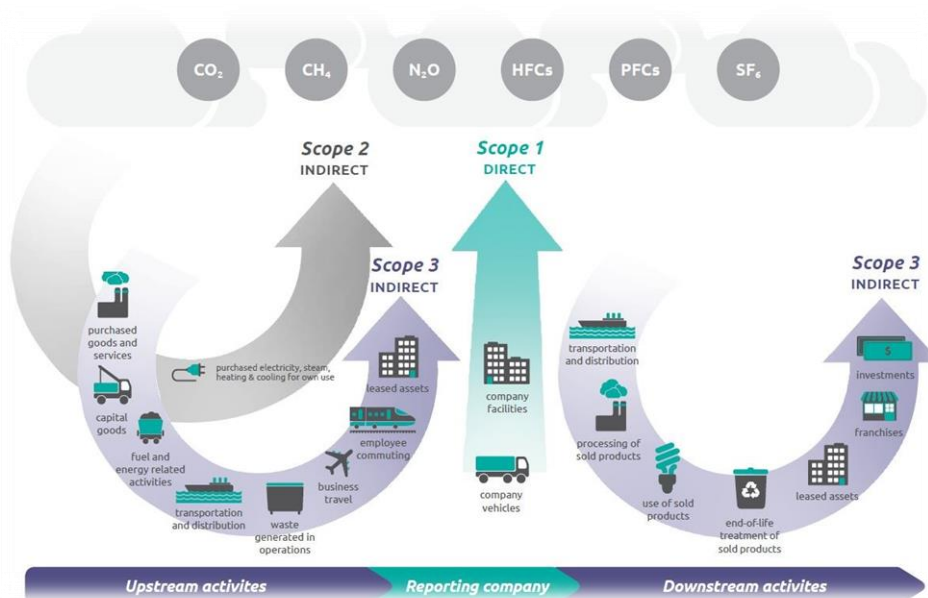 CO₂
CH₄
N₂O
HFCs
PFCs
SF₆
Scope 2
INDIRECT
Scope 1
DIRECT
Scope 3
INDIRECT
Scope 3
INDIRECT
purchased
goods and
services
capital
goods
fuel and
energy related
activities
transportation
and distribution
waste
generated in
operations
business
travel
employee
commuting
leased assets
purchased electricity, steam,
heating & cooling for own use
company
facilities
company
vehicles
transportation
and distribution
processing of
sold products
use of sold
products
end-of-life
treatment of
sold products
leased assets
franchises
investments
$
Upstream activites
Reporting company
Downstream activites